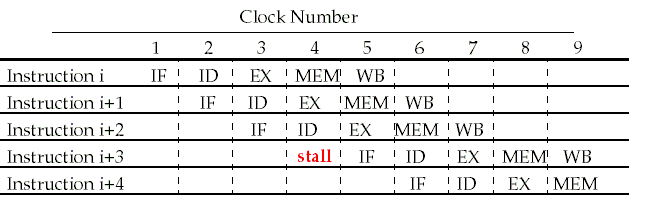 Clock Number
1 2 3 4 5 6 7 8 9
Instruction i IF ID EX MEM WB
Instruction i+1 IF ID EX MEM WB
Instruction i+2 IF ID EX MEM WB
Instruction i+3 stall IF ID EX MEM WB
Instruction i+4 IF ID EX MEM